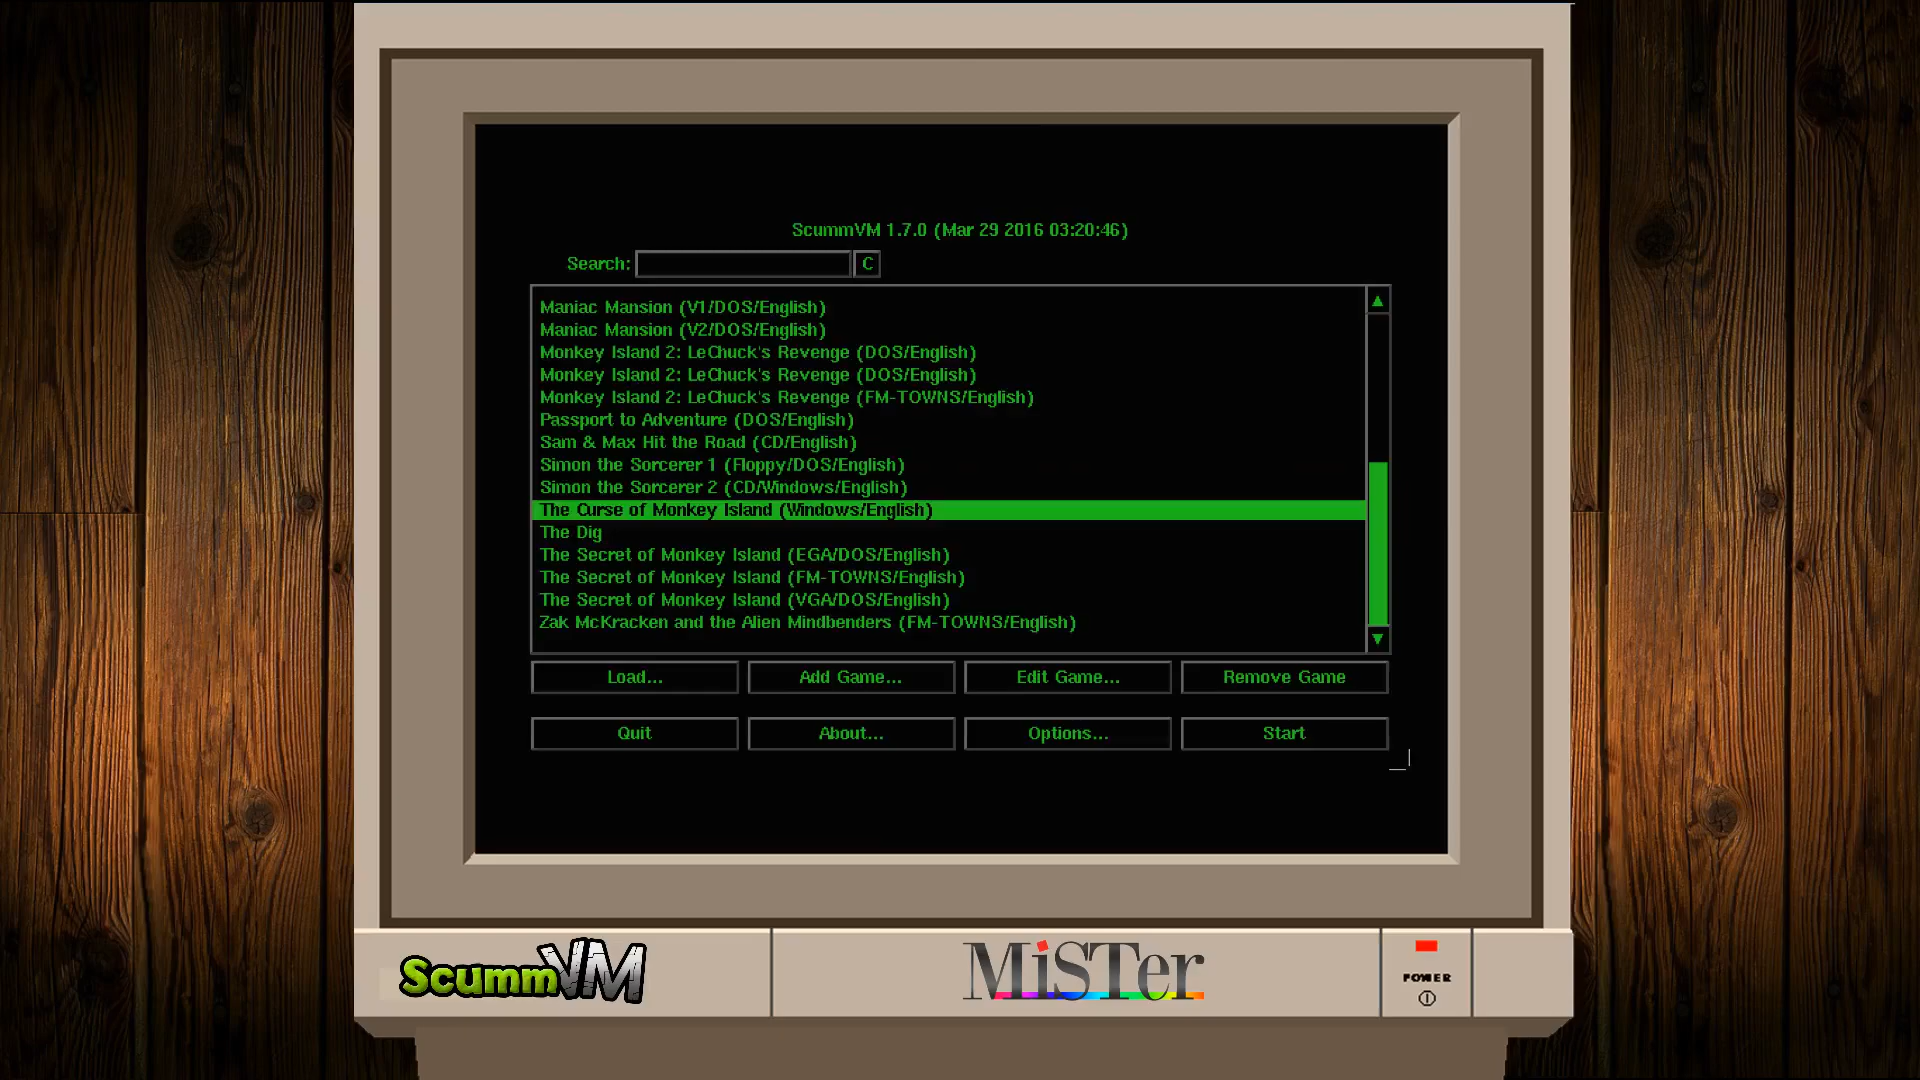 ScummVM 1.7.0 (Mar 29 2016 03:20:46)
Search:
C
Maniac Mansion (V1/DOS/English)
Maniac Mansion (V2/DOS/English)
Monkey Island 2: LeChuck's Revenge (DOS/English)
Monkey Island 2: LeChuck's Revenge (DOS/English)
Monkey Island 2: LeChuck's Revenge (FM-TOWNS/English)
Passport to Adventure (DOS/English)
Sam & Max Hit the Road (CD/English)
Simon the Sorcerer 1 (Floppy/DOS/English)
Simon the Sorcerer 2 (CD/Windows/English)
The Curse of Monkey Island (Windows/English)
The Dig
The Secret of Monkey Island (EGA/DOS/English)
The Secret of Monkey Island (FM-TOWNS/English)
The Secret of Monkey Island (VGA/DOS/English)
Zak McKracken and the Alien Mindbenders (FM-TOWNS/English)
Load... Add Game... Edit Game... Remove Game
Quit About... Options... Start
ScummVM
MiSTer
POWER